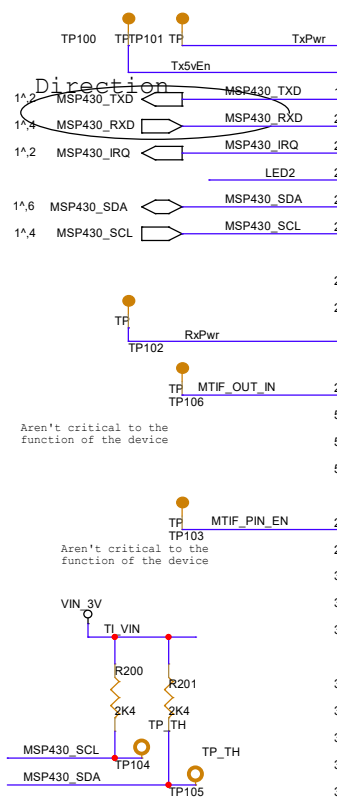 TP100 TP TP101 TP TxPwr
Tx5vEn
Direction
1^,2 MSP430_TXD MSP430_TXD
1^,4 MSP430_RXD MSP430_RXD
1^,2 MSP430_IRQ MSP430_IRQ
LED2
1^,6 MSP430_SDA MSP430_SDA
1^,4 MSP430_SCL MSP430_SCL
TP
RxPwr
TP102
TP MTIF_OUT_IN
TP106
Aren't critical to the
function of the device
TP MTIF_PIN_EN
TP103
Aren't critical to the
function of the device
VIN_3V
TI_VIN
R200 R201
2K4 2K4
TP_TH
MSP430_SCL TP_TH
TP104
MSP430_SDA
TP105